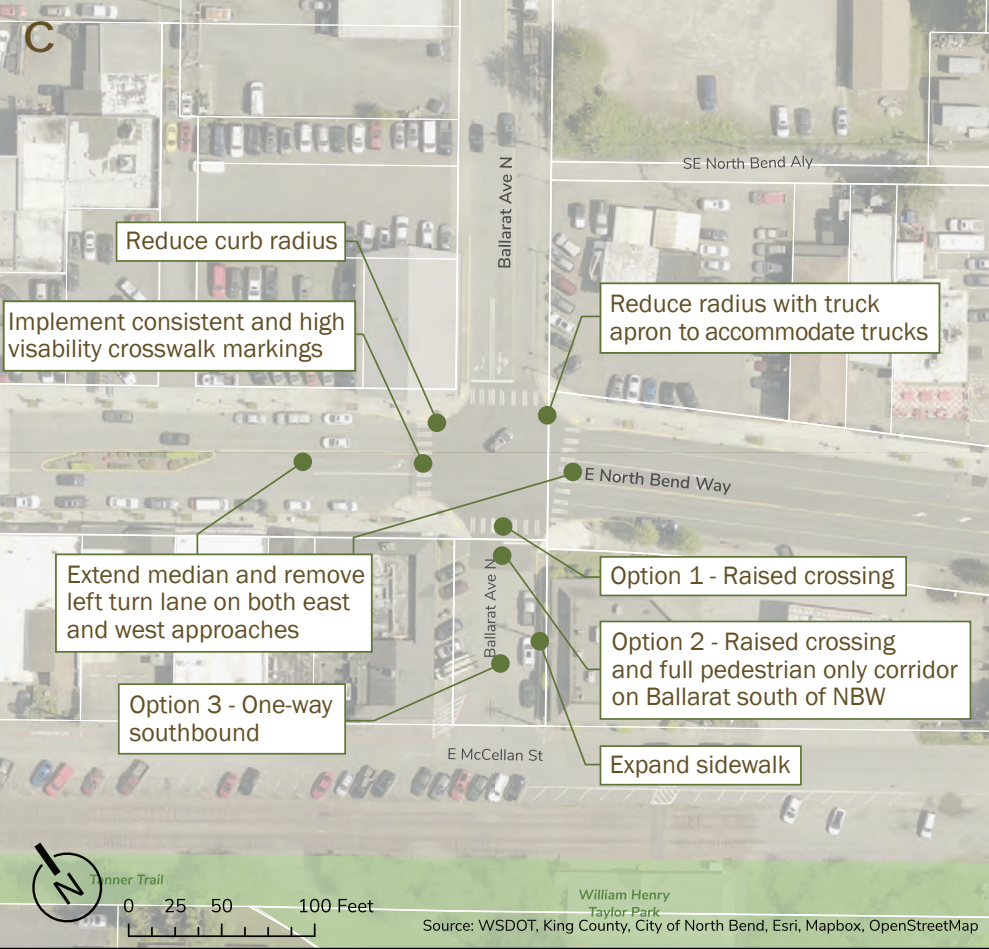 C
SE North Bend Aly
Ballarat Ave N
Reduce curb radius
Implement consistent and high
visability crosswalk markings
Reduce radius with truck
apron to accommodate trucks
E North Bend Way
Extend median and remove
left turn lane on both east
and west approaches
Ballarat Ave N
Option 1 - Raised crossing
Option 2 - Raised crossing
and full pedestrian only corridor
on Ballarat south of NBW
Option 3 - One-way
southbound
E McCellan St
Expand sidewalk
N
Tanner Trail
0 25 50 100 Feet
William Henry
Taylor Park
Source: WSDOT, King County, City of North Bend, Esri, Mapbox, OpenStreetMap